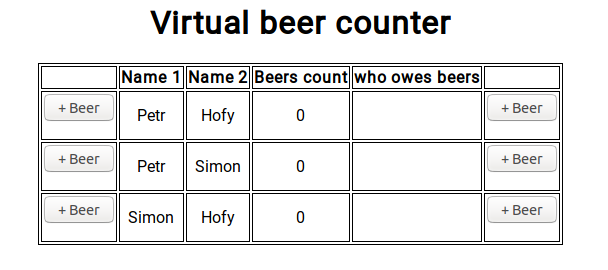 Virtual beer counter
Name 1 Name 2 Beers count who owes beers
+ Beer Petr Hofy 0 + Beer
+ Beer Petr Simon 0 + Beer
+ Beer Simon Hofy 0 + Beer